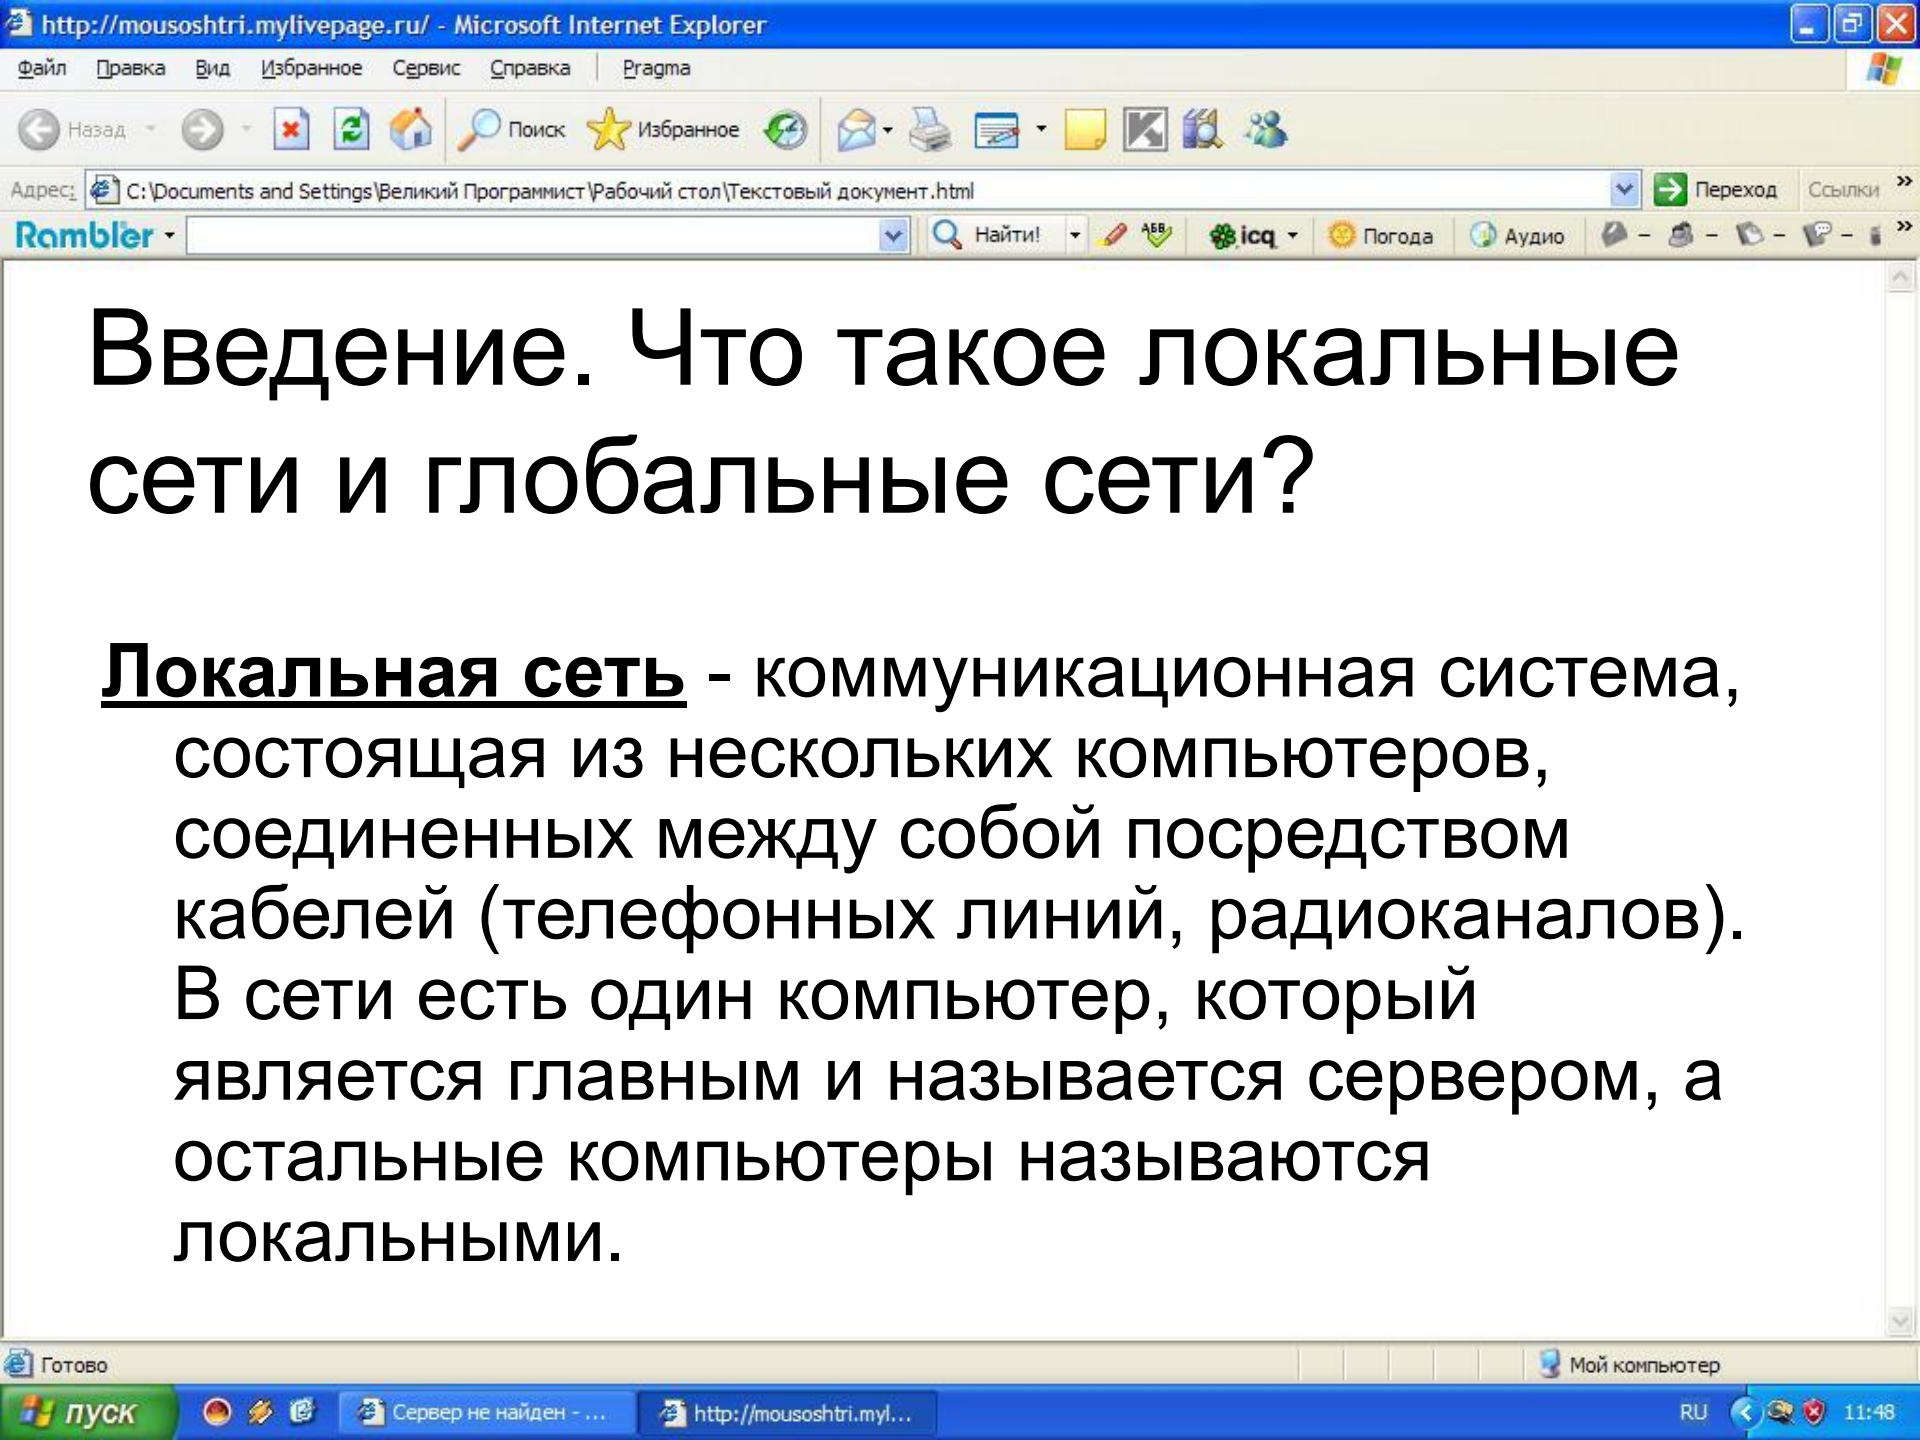 http://mousoshtri.mylivepage.ru/ - Microsoft Internet Explorer
Файл Правка Вид Избранное Сервис Справка Pragma
Назад Поиск Избранное
Адрес: C:\Documents and Settings\Великий Программист\Рабочий стол\Текстовый документ.html Переход Ссылки »
Rambler Найти! АБВ icq Погода Аудио »
Введение. Что такое локальные
сети и глобальные сети?
Локальная сеть - коммуникационная система,
состоящая из нескольких компьютеров,
соединенных между собой посредством
кабелей (телефонных линий, радиоканалов).
В сети есть один компьютер, который
является главным и называется сервером, а
остальные компьютеры называются
локальными.
Готово Мой компьютер
пуск Сервер не найден - ... http://mousoshtri.myl... RU 11:48